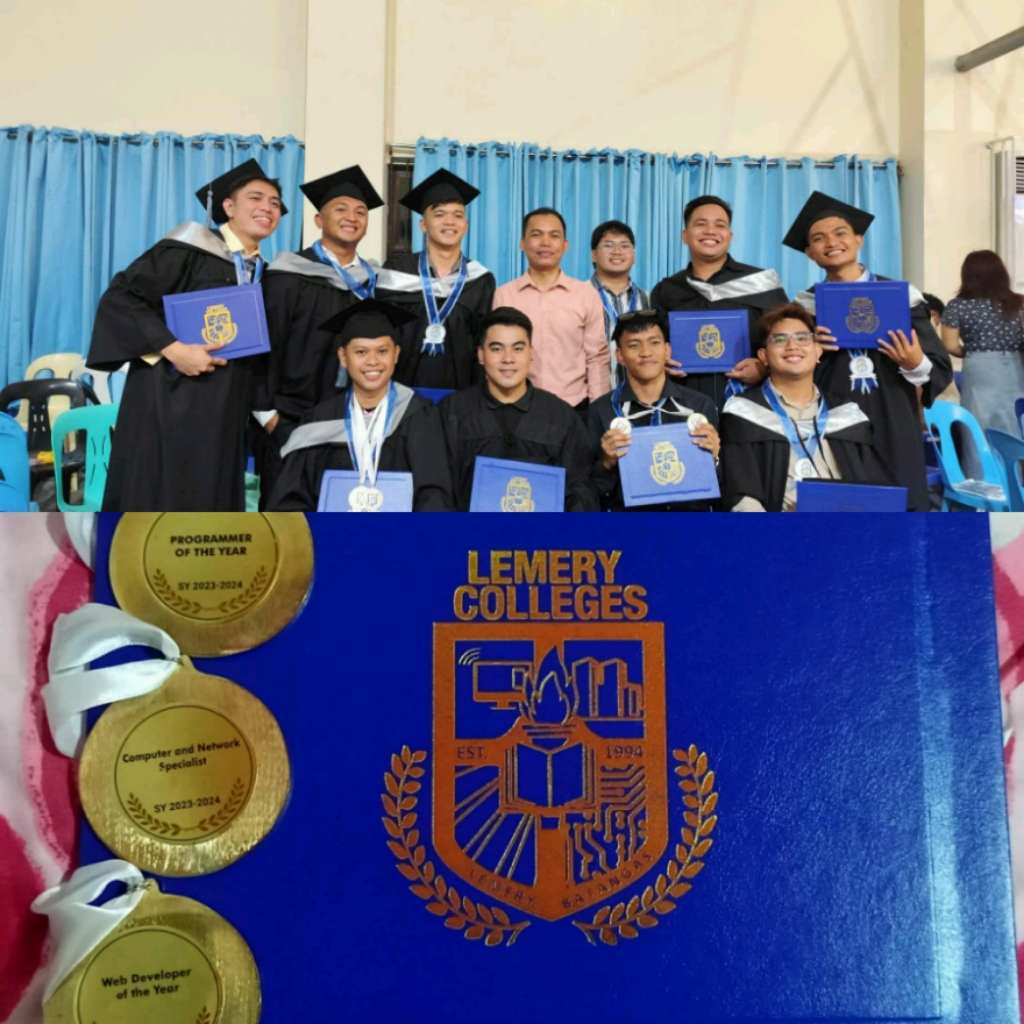 PROGRAMMER
OF THE YEAR
SY 2023-2024
Computer and Network
Specialist
SY 2023-2024
Web Developer
of the Year
LEMERY
COLLEGES
EST. 1994
LEMERY, BATANGAS